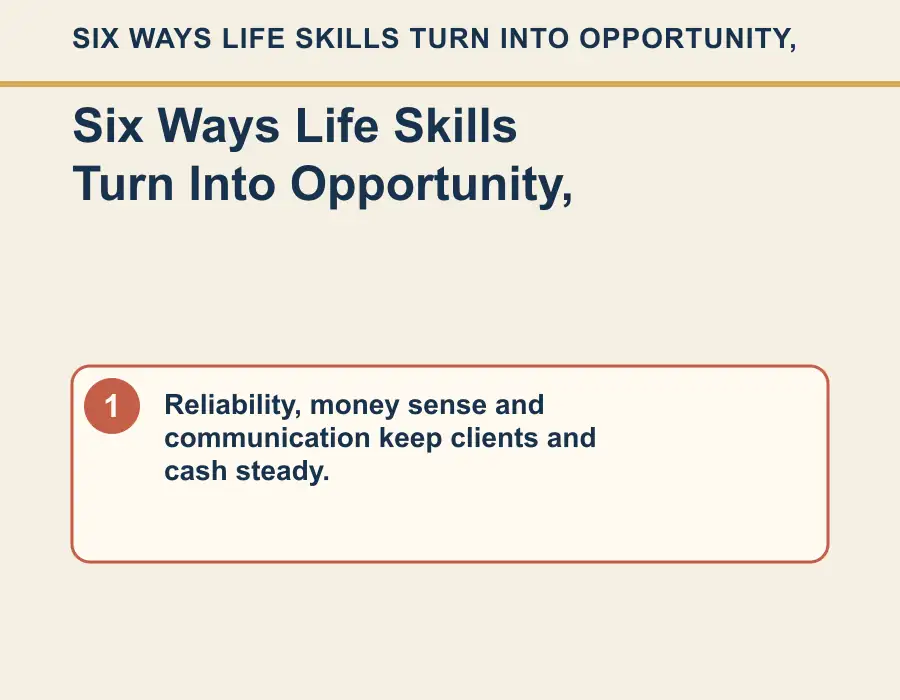 SIX WAYS LIFE SKILLS TURN INTO OPPORTUNITY,
Six Ways Life Skills
Turn Into Opportunity,
1
Reliability, money sense and
communication keep clients and
cash steady.